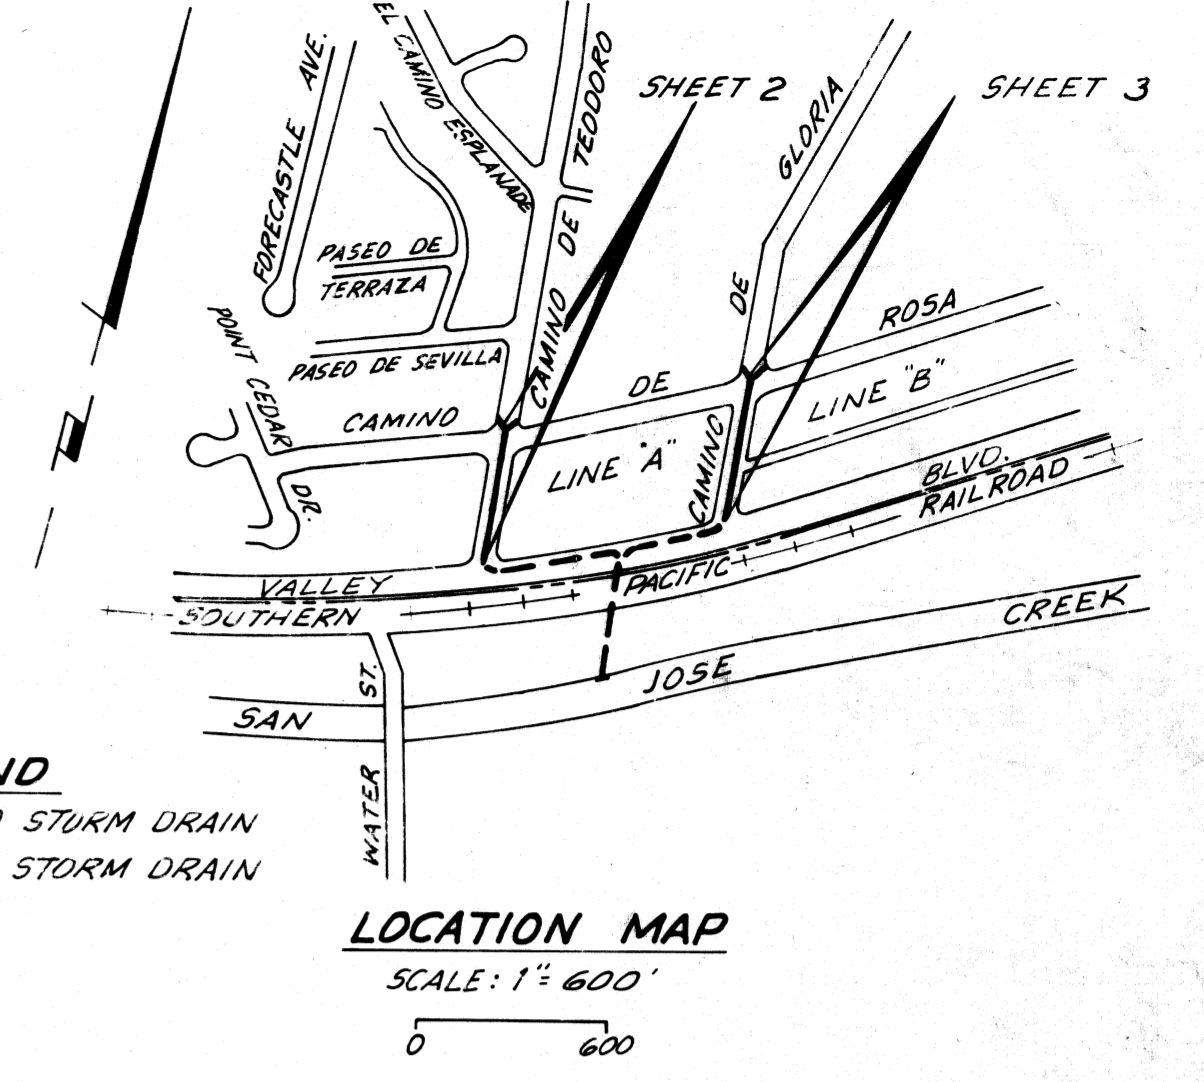 EL CAMINO ESPLANADE
FORECASTLE AVE.
CAMINO DE TEODORO
SHEET 2
SHEET 3
CAMINO DE GLORIA
PASEO DE
TERRAZA
POINT CEDAR DR.
PASEO DE SEVILLA
CAMINO DE ROSA
LINE "A"
LINE "B"
VALLEY BLVD.
SOUTHERN PACIFIC RAILROAD
SAN JOSE CREEK
WATER ST.
STORM DRAIN
STORM DRAIN
LOCATION MAP
SCALE: 1" = 600'
0 600